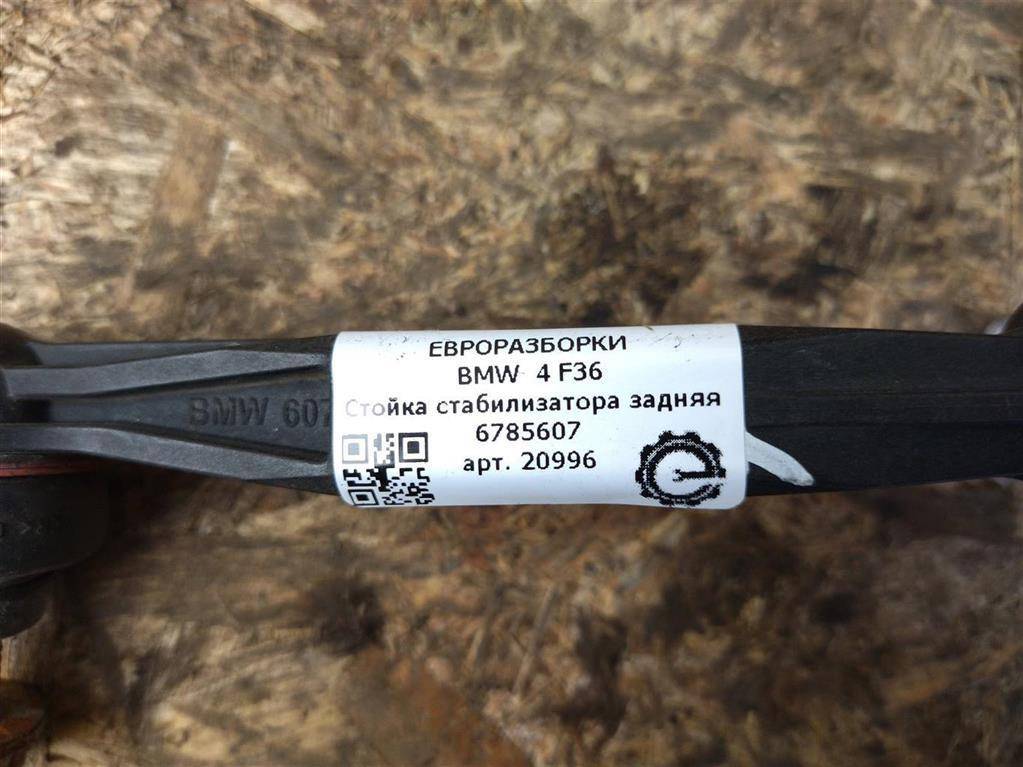 ЕВРОРАЗБОРКИ
BMW 4 F36
Стойка стабилизатора задняя
6785607
арт. 20996
BMW 607